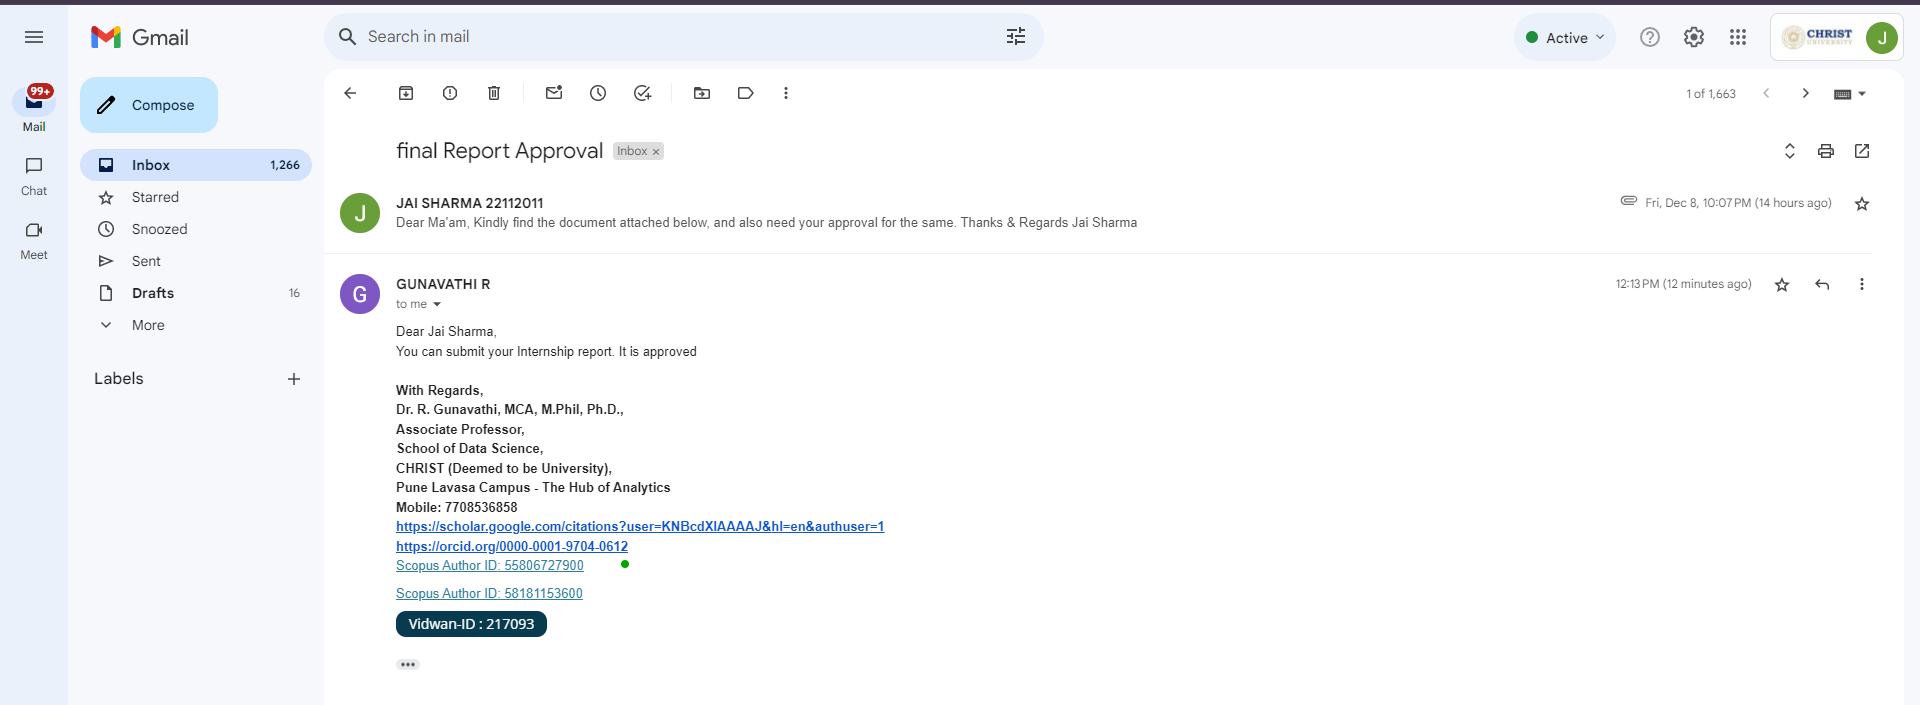 Gmail
Search in mail
Active
CHRIST
UNIVERSITY
J
99+
Mail
Chat
Meet
Compose
Inbox 1,266
Starred
Snoozed
Sent
Drafts 16
More
Labels
1 of 1,663
final Report Approval Inbox x
J
JAI SHARMA 22112011
Fri, Dec 8, 10:07 PM (14 hours ago)
Dear Ma'am, Kindly find the document attached below, and also need your approval for the same. Thanks & Regards Jai Sharma
G
GUNAVATHI R
12:13 PM (12 minutes ago)
to me
Dear Jai Sharma,
You can submit your Internship report. It is approved
With Regards,
Dr. R. Gunavathi, MCA, M.Phil, Ph.D.,
Associate Professor,
School of Data Science,
CHRIST (Deemed to be University),
Pune Lavasa Campus - The Hub of Analytics
Mobile: 7708536858
https://scholar.google.com/citations?user=KNBcdXIAAAAJ&hl=en&authuser=1
https://orcid.org/0000-0001-9704-0612
Scopus Author ID: 55806727900
Scopus Author ID: 58181153600
Vidwan-ID : 217093